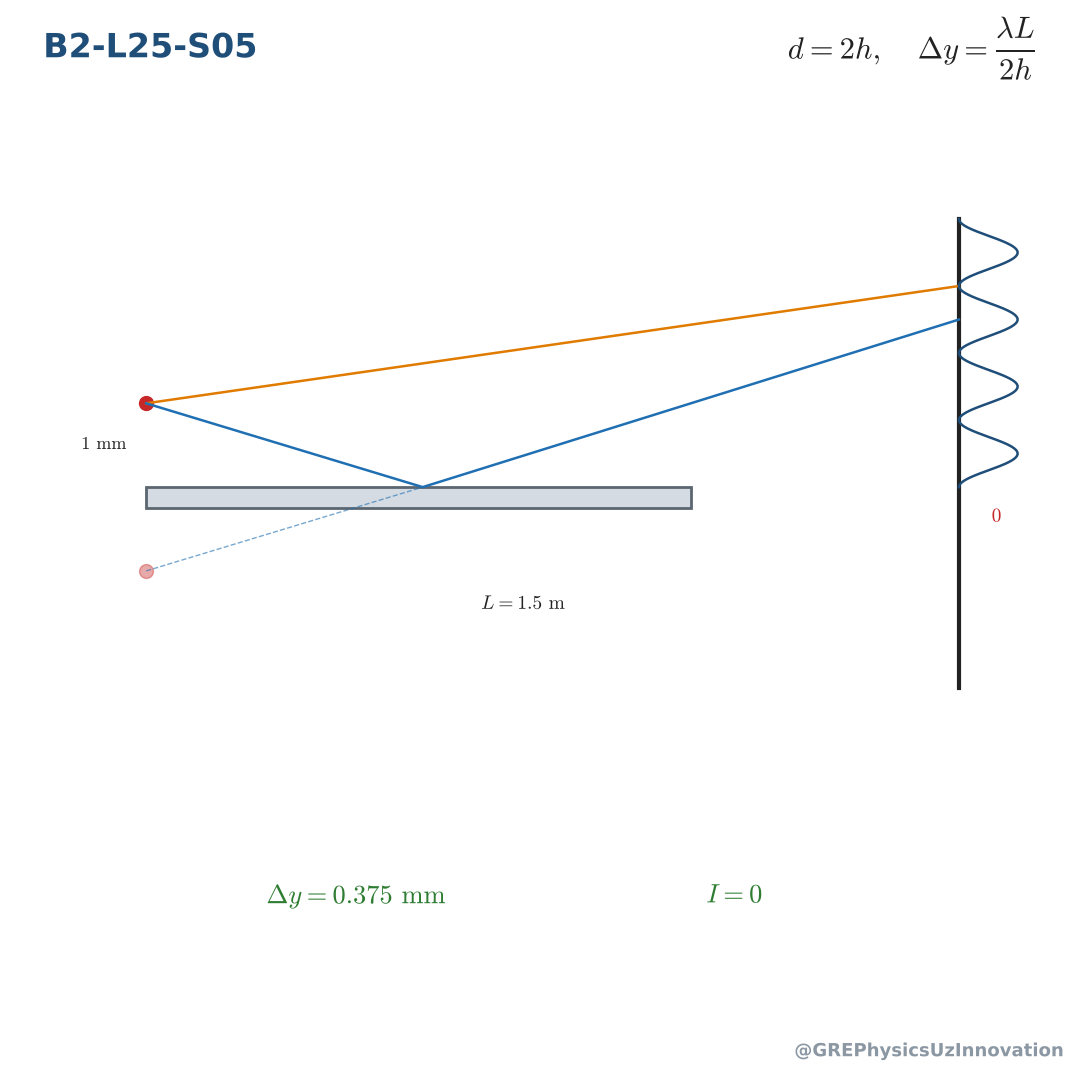 B2-L25-S05
d = 2h, Δy = λL / 2h
1 mm
0
L = 1.5 m
Δy = 0.375 mm
I = 0
@GREPhysicsUzInnovation